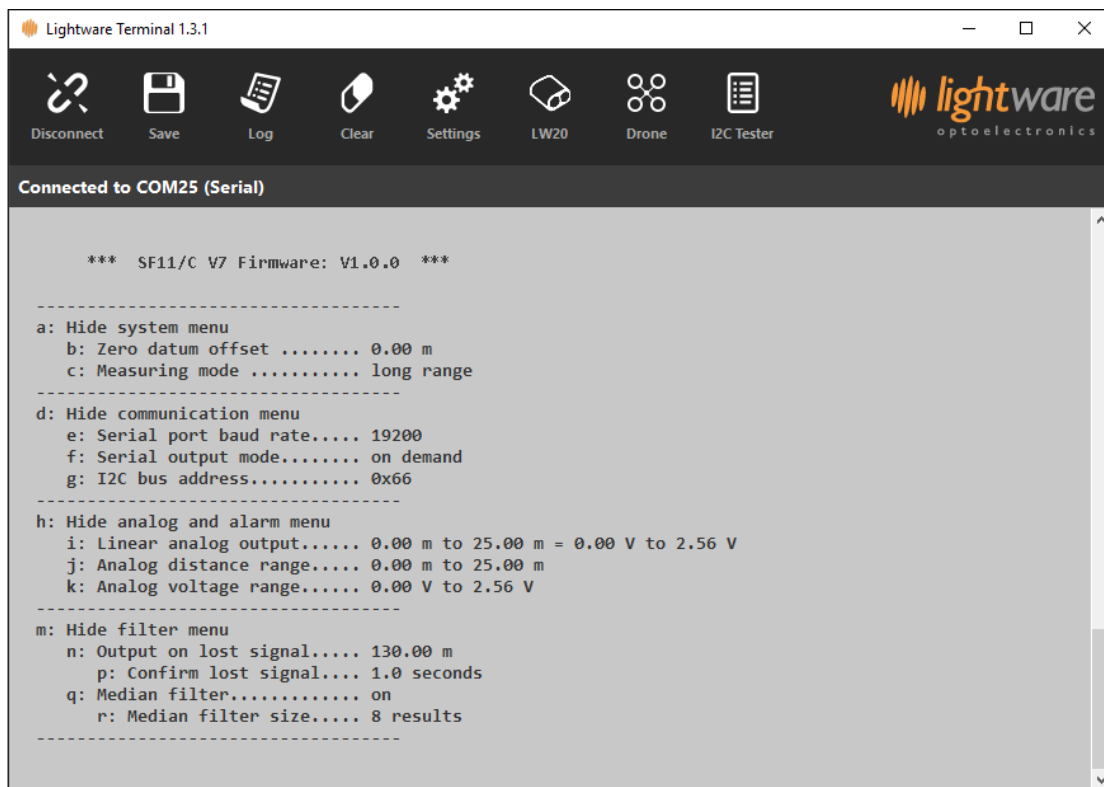 Lightware Terminal 1.3.1
Disconnect Save Log Clear Settings LW20 Drone I2C Tester
lightware
optoelectronics
Connected to COM25 (Serial)
*** SF11/C V7 Firmware: V1.0.0 ***
------------------------------------
a: Hide system menu
b: Zero datum offset ........ 0.00 m
c: Measuring mode ........... long range
------------------------------------
d: Hide communication menu
e: Serial port baud rate..... 19200
f: Serial output mode........ on demand
g: I2C bus address........... 0x66
------------------------------------
h: Hide analog and alarm menu
i: Linear analog output...... 0.00 m to 25.00 m = 0.00 V to 2.56 V
j: Analog distance range..... 0.00 m to 25.00 m
k: Analog voltage range...... 0.00 V to 2.56 V
------------------------------------
m: Hide filter menu
n: Output on lost signal..... 130.00 m
p: Confirm lost signal.... 1.0 seconds
q: Median filter............. on
r: Median filter size..... 8 results
------------------------------------